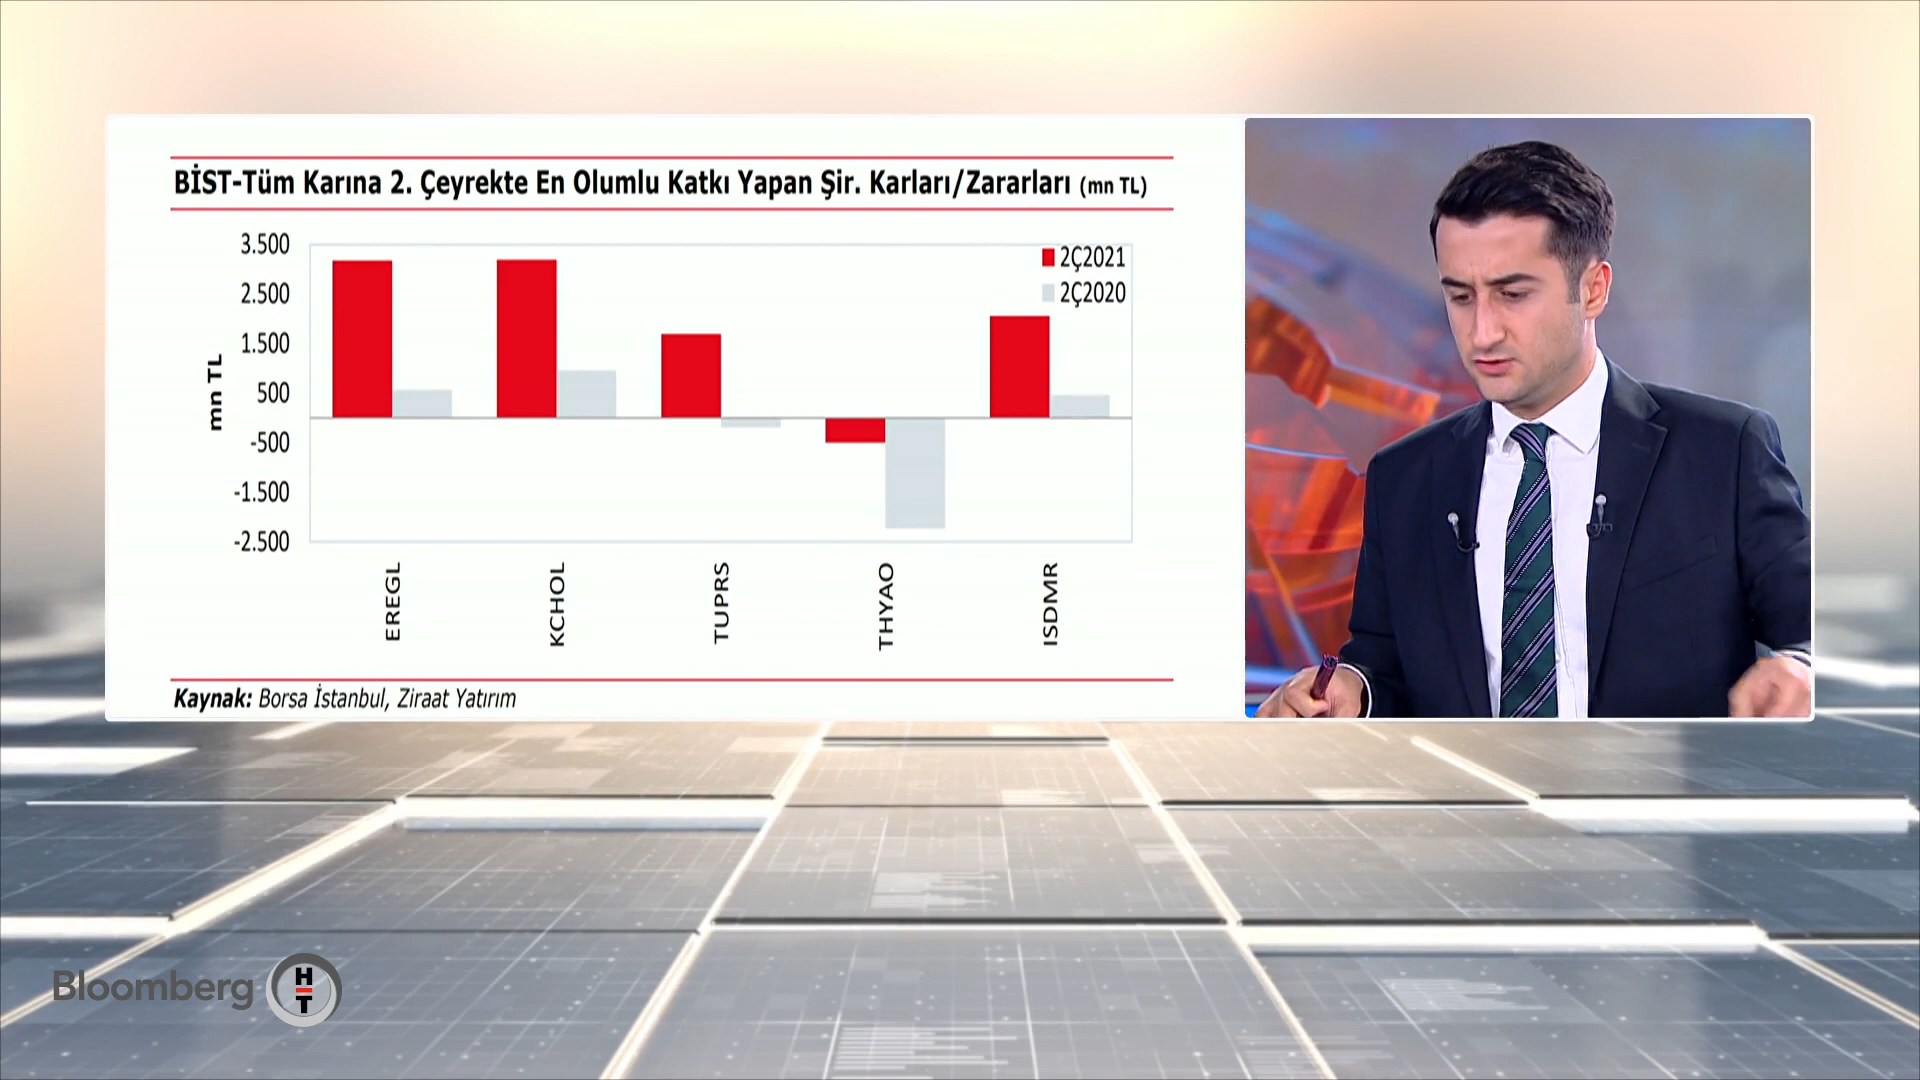 BİST-Tüm Karına 2. Çeyrekte En Olumlu Katkı Yapan Şir. Karları/Zararları (mn TL)
3.500
2.500
1.500
500
-500
-1.500
-2.500
mn TL
2Ç2021
2Ç2020
EREGL
KCHOL
TUPRS
THYAO
ISDMR
Kaynak: Borsa İstanbul, Ziraat Yatırım
Bloomberg HT